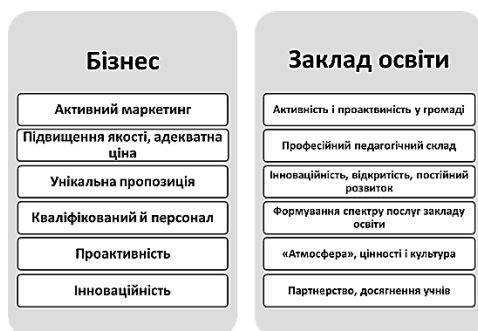 Бізнес
Активний маркетинг
Підвищення якості, адекватна
ціна
Унікальна пропозиція
Кваліфікований й персонал
Проактивність
Інноваційність
Заклад освіти
Активність і проактвиність у громаді
Професійний педагогічний склад
Інноваційність, відкритість, постійний
розвиток
Формування спектру послуг закладу
освіти
«Атмосфера», цінності і культура
Партнерство, досягнення учнів